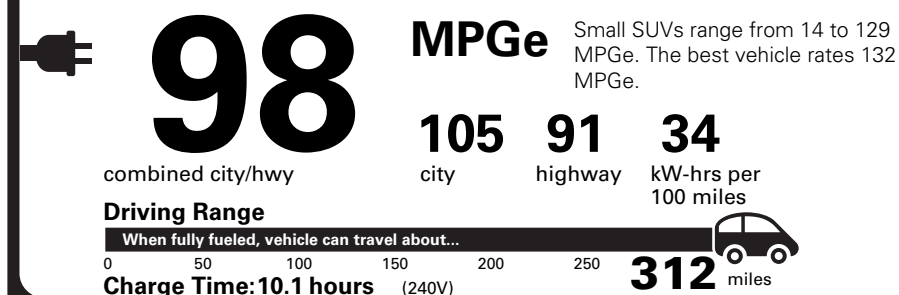 98
MPGe
Small SUVs range from 14 to 129
MPGe. The best vehicle rates 132
MPGe.
combined city/hwy
105
city
91
highway
34
kW-hrs per
100 miles
Driving Range
When fully fueled, vehicle can travel about...
0 50 100 150 200 250 312 miles
Charge Time: 10.1 hours (240V)